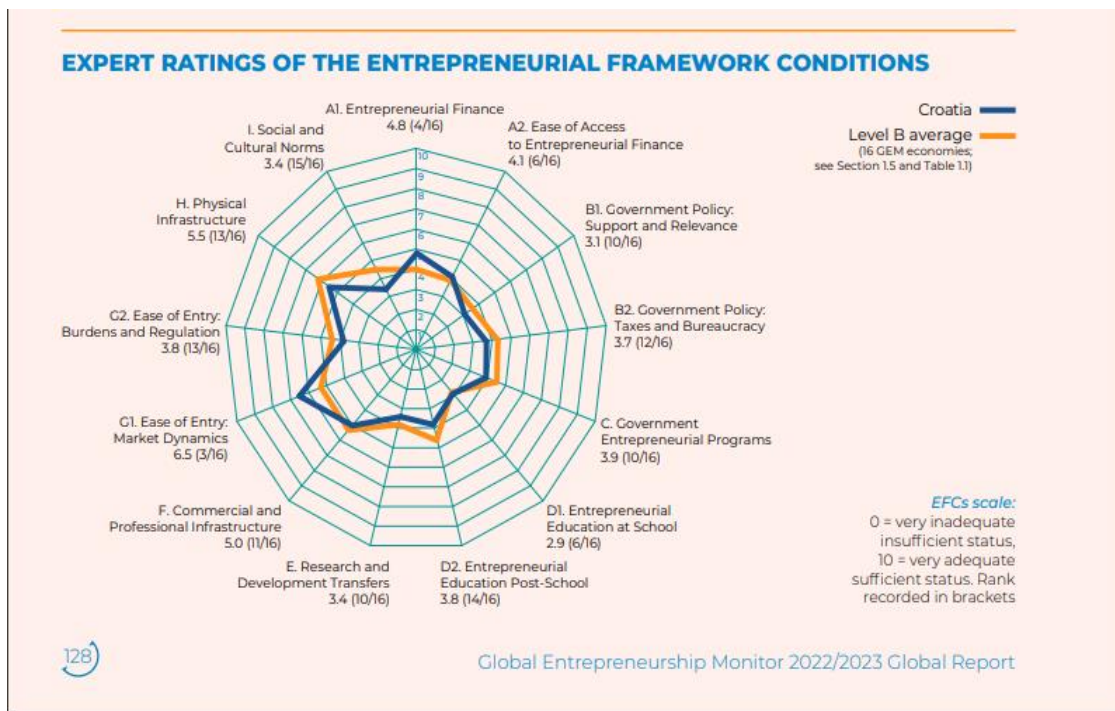 EXPERT RATINGS OF THE ENTREPRENEURIAL FRAMEWORK CONDITIONS
A1. Entrepreneurial Finance
4.8 (4/16)
A2. Ease of Access
to Entrepreneurial Finance
4.1 (6/16)
B1. Government Policy:
Support and Relevance
3.1 (10/16)
B2. Government Policy:
Taxes and Bureaucracy
3.7 (12/16)
C. Government
Entrepreneurial Programs
3.9 (10/16)
D1. Entrepreneurial
Education at School
2.9 (6/16)
D2. Entrepreneurial
Education Post-School
3.8 (14/16)
E. Research and
Development Transfers
3.4 (10/16)
F. Commercial and
Professional Infrastructure
5.0 (11/16)
G1. Ease of Entry:
Market Dynamics
6.5 (3/16)
G2. Ease of Entry:
Burdens and Regulation
3.8 (13/16)
H. Physical
Infrastructure
5.5 (13/16)
I. Social and
Cultural Norms
3.4 (15/16)
10
9
8
7
6
4
3
2
Croatia
Level B average
(16 GEM economies;
see Section 1.5 and Table 1.1)
EFCs scale:
0 = very inadequate
insufficient status,
10 = very adequate
sufficient status. Rank
recorded in brackets
128
Global Entrepreneurship Monitor 2022/2023 Global Report